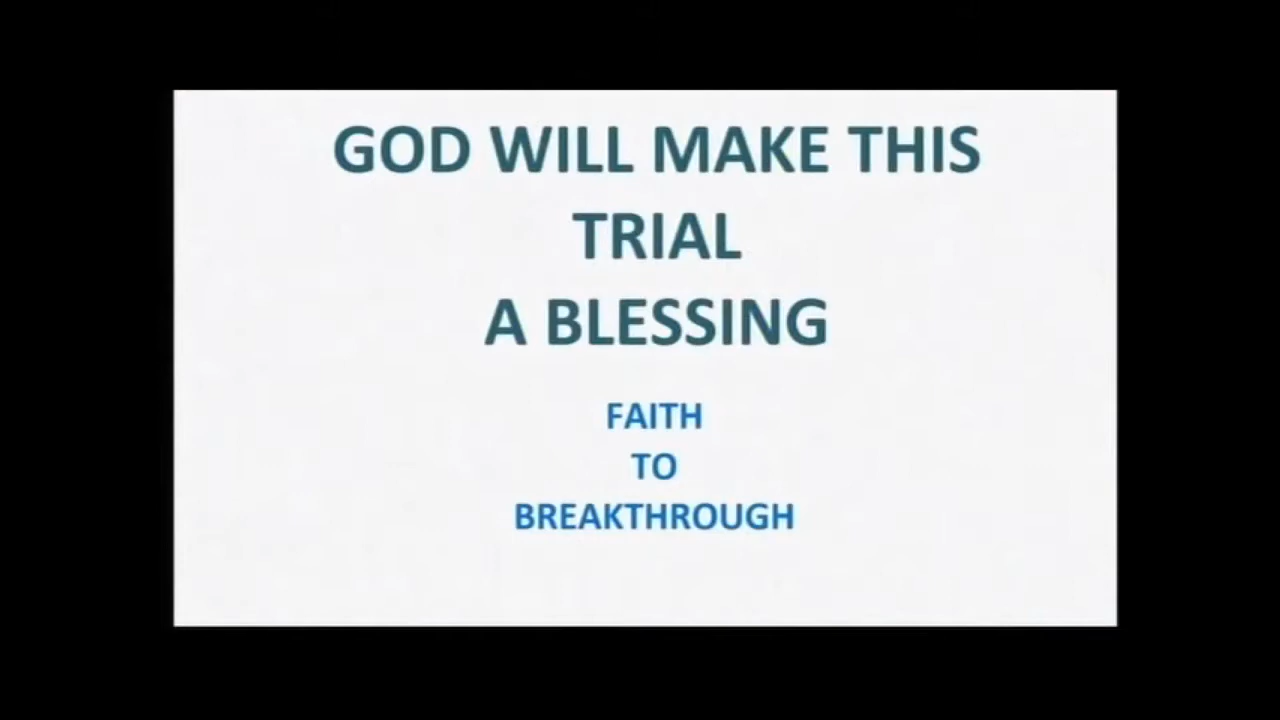 GOD WILL MAKE THIS
TRIAL
A BLESSING
FAITH
TO
BREAKTHROUGH